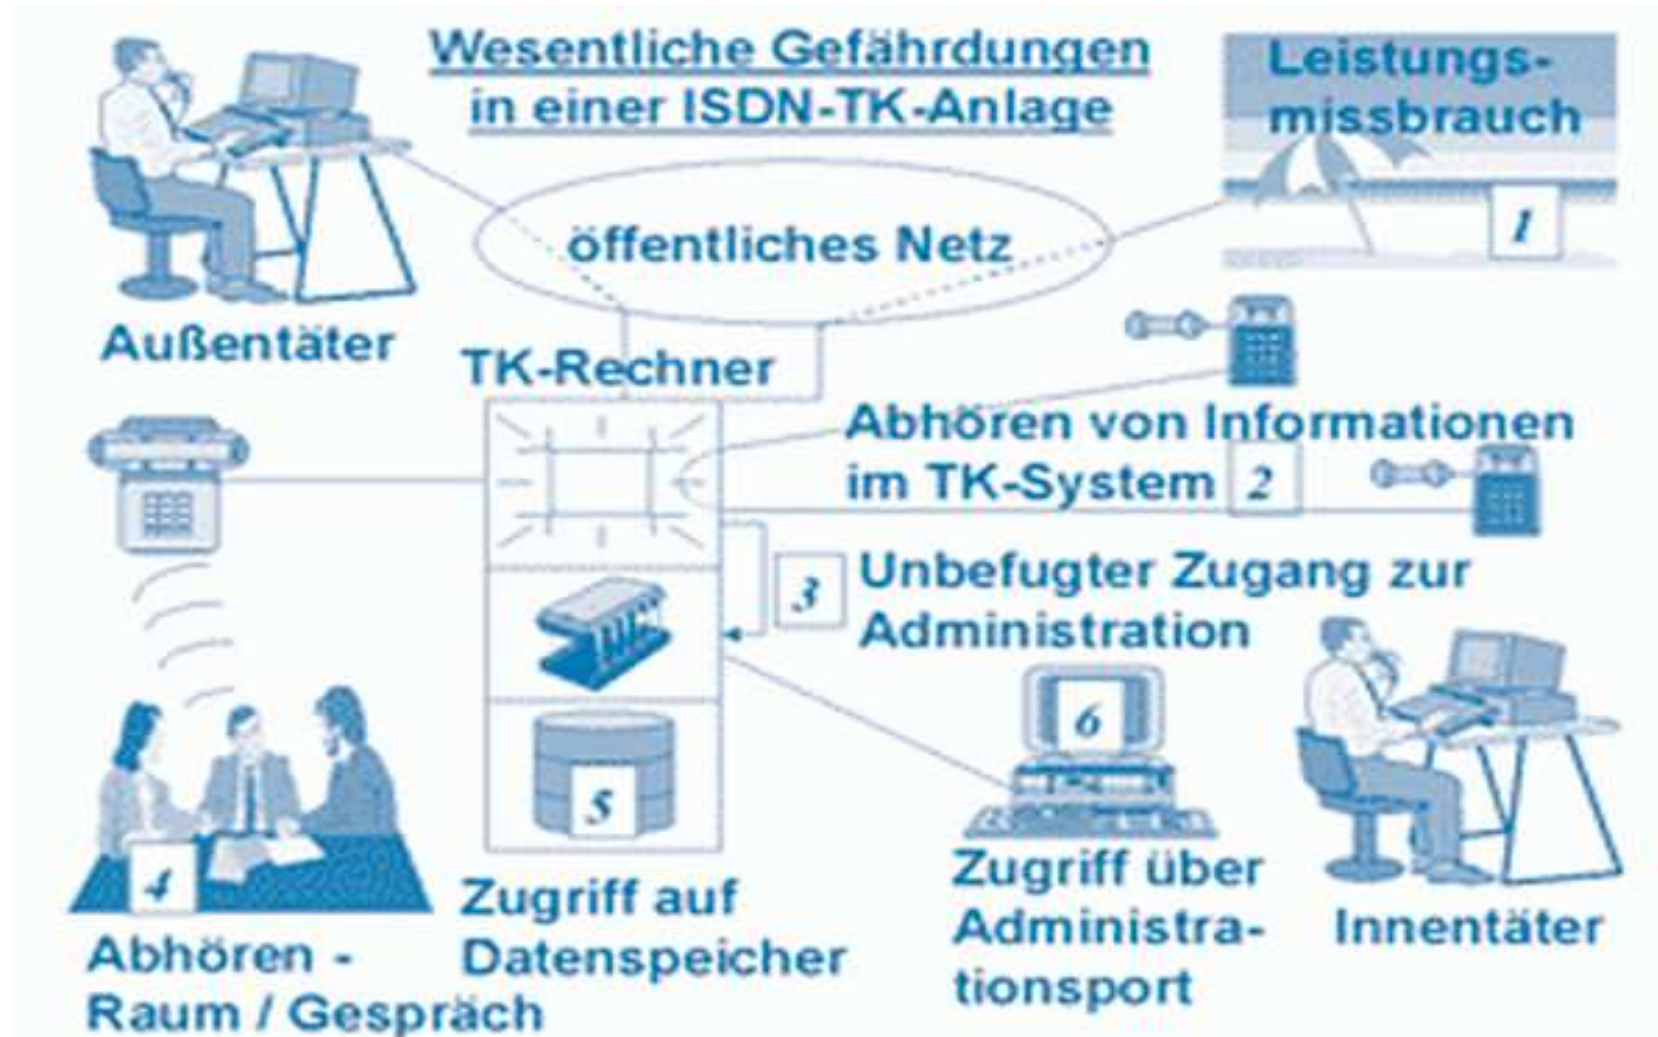 Wesentliche Gefährdungen
in einer ISDN-TK-Anlage
Leistungs-
missbrauch
1
öffentliches Netz
Außentäter
TK-Rechner
Abhören von Informationen
im TK-System 2
3 Unbefugter Zugang zur
Administration
6
5
4
Zugriff über
Administra-
tionsport
Innentäter
Zugriff auf
Datenspeicher
Abhören -
Raum / Gespräch